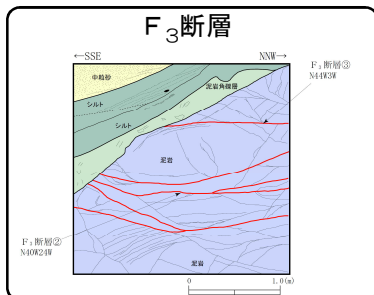 F3断層
←SSE
NNW→
F3断層③
N44W3W
中粒砂
シルト
泥岩角礫層
シルト
泥岩
F3断層②
N40W24W
泥岩
0
1.0(m)